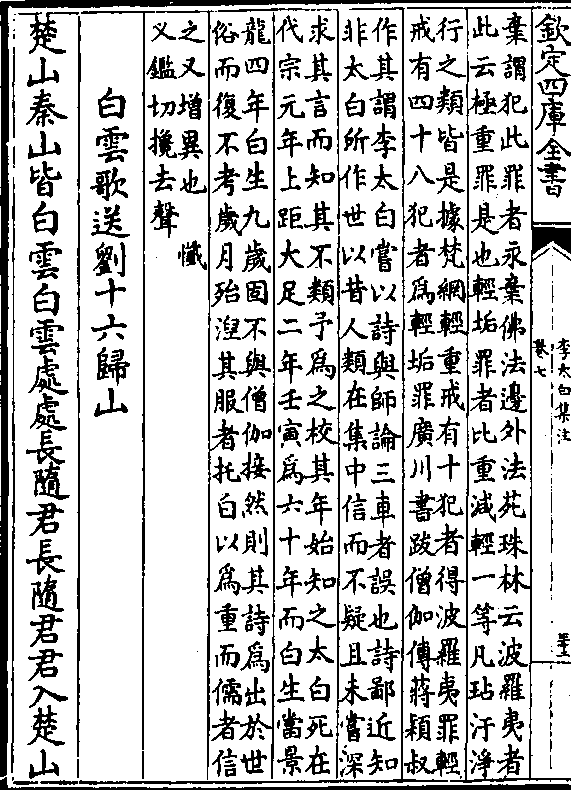 欽定四庫全書
李太白集注
卷七
棄謂犯此罪者永棄佛法邊外法苑珠林云波羅夷者
此云極重罪是也輕垢罪者比重減輕一等凡玷汙淨
行之類皆是據梵網輕重戒有十犯者得波羅夷罪輕
戒有四十八犯者為輕垢罪廣川書跋僧伽傳蔣穎叔
作其謂李太白嘗以詩與師論三車者誤也詩鄙近知
非太白所作世以昔人類在集中信而不疑且未嘗深
求其言而知其不類予為之校其年始知之太白死在
代宗元年上距大足二年壬寅為六十年而白生當景
龍四年白生九歲固不與僧伽接然則其詩為出於世
俗而復不考歲月殆湼其服者托白以為重而儒者信
之又增異也 懺
叉鑑切攙去聲
白雲歌送劉十六歸山
楚山秦山皆白雲白雲處處長隨君長隨君君入楚山